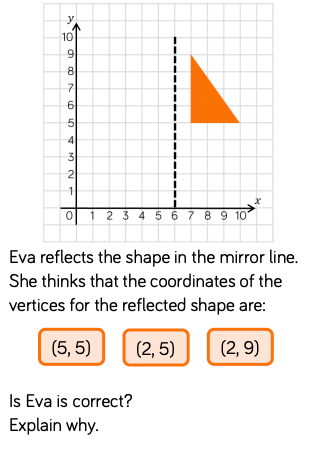 y
10
9
8
7
6
5
4
3
2
1
0 1 2 3 4 5 6 7 8 9 10 x
Eva reflects the shape in the mirror line.
She thinks that the coordinates of the
vertices for the reflected shape are:
(5, 5) (2, 5) (2, 9)
Is Eva is correct?
Explain why.